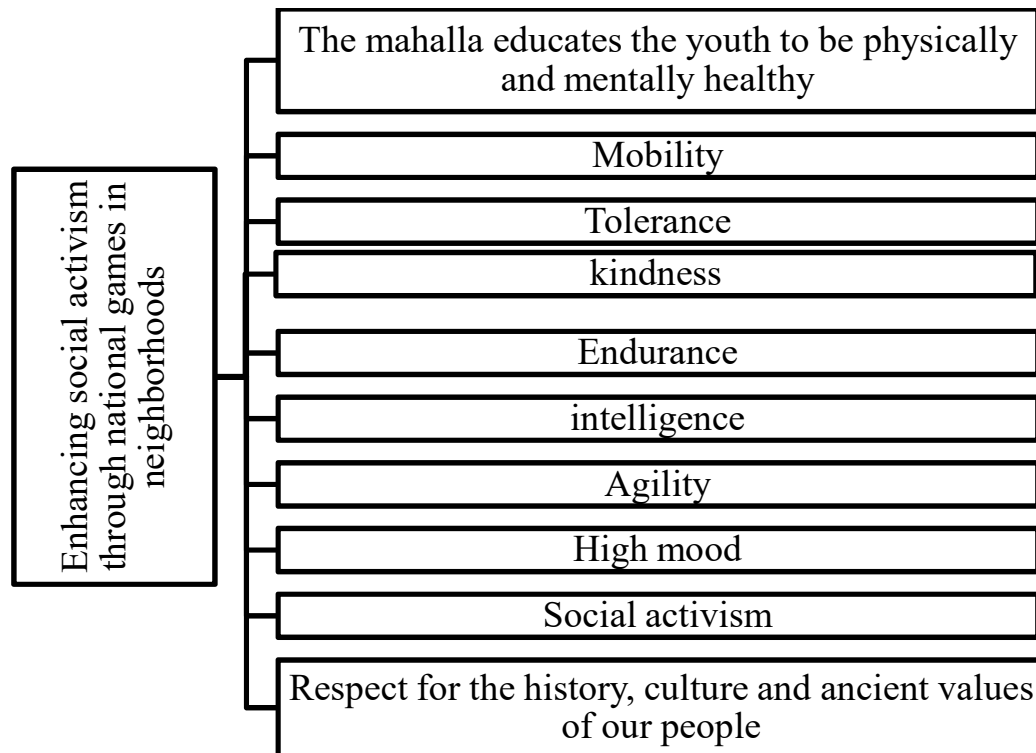 Enhancing social activism
through national games in
neighborhoods
The mahalla educates the youth to be physically
and mentally healthy
Mobility
Tolerance
kindness
Endurance
intelligence
Agility
High mood
Social activism
Respect for the history, culture and ancient values
of our people